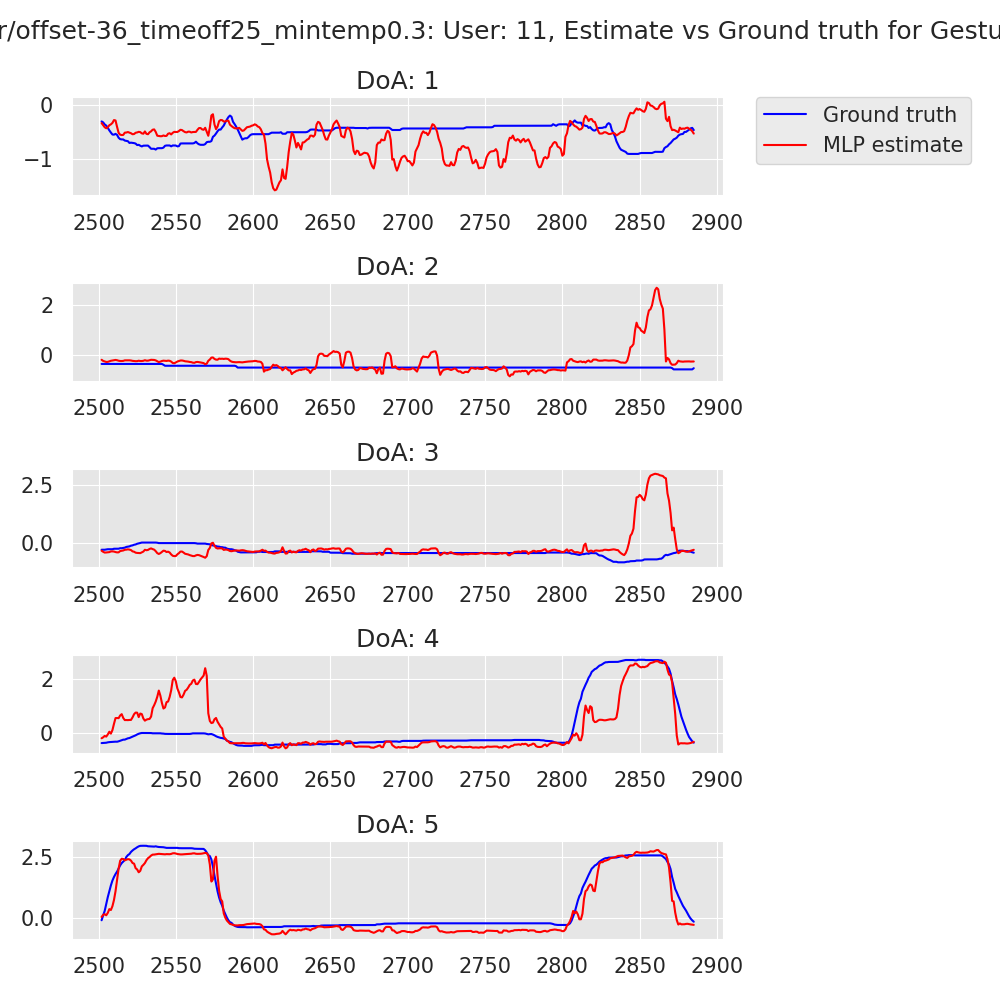 r/offset-36_timeoff25_mintemp0.3: User: 11, Estimate vs Ground truth for Gestu
DoA: 1
Ground truth
MLP estimate
0
−1
2500 2550 2600 2650 2700 2750 2800 2850 2900
DoA: 2
2
0
2500 2550 2600 2650 2700 2750 2800 2850 2900
DoA: 3
2.5
0.0
2500 2550 2600 2650 2700 2750 2800 2850 2900
DoA: 4
2
0
2500 2550 2600 2650 2700 2750 2800 2850 2900
DoA: 5
2.5
0.0
2500 2550 2600 2650 2700 2750 2800 2850 2900